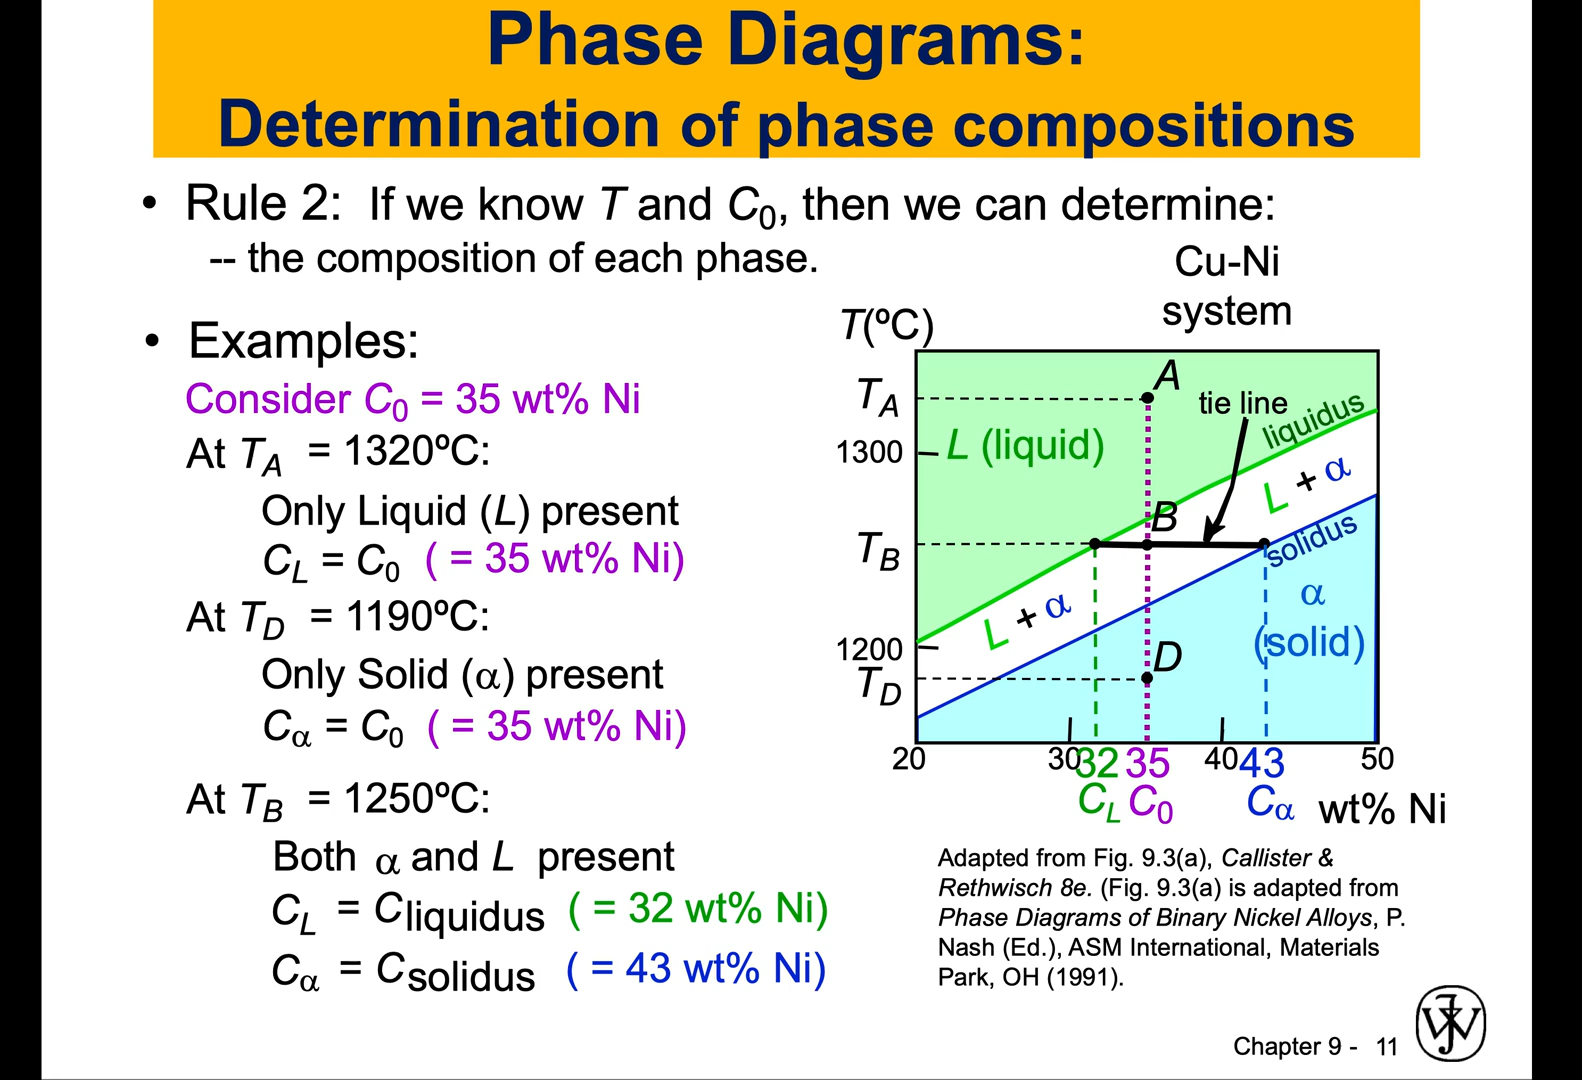 Phase Diagrams:
Determination of phase compositions
• Rule 2: If we know T and C0, then we can determine:
-- the composition of each phase.
• Examples:
Consider C0 = 35 wt% Ni
At TA = 1320ºC:
Only Liquid (L) present
CL = C0 ( = 35 wt% Ni)
At TD = 1190ºC:
Only Solid (α) present
Cα = C0 ( = 35 wt% Ni)
At TB = 1250ºC:
Both α and L present
CL = Cliquidus ( = 32 wt% Ni)
Cα = Csolidus ( = 43 wt% Ni)
Cu-Ni
system
T(ºC)
TA
A
tie line
liquidus
1300
L (liquid)
L + α
B
TB
solidus
L + α
α
(solid)
1200
D
TD
20 30 32 35 40 43 50
CL C0 Cα wt% Ni
Adapted from Fig. 9.3(a), Callister &
Rethwisch 8e. (Fig. 9.3(a) is adapted from
Phase Diagrams of Binary Nickel Alloys, P.
Nash (Ed.), ASM International, Materials
Park, OH (1991).
Chapter 9 - 11